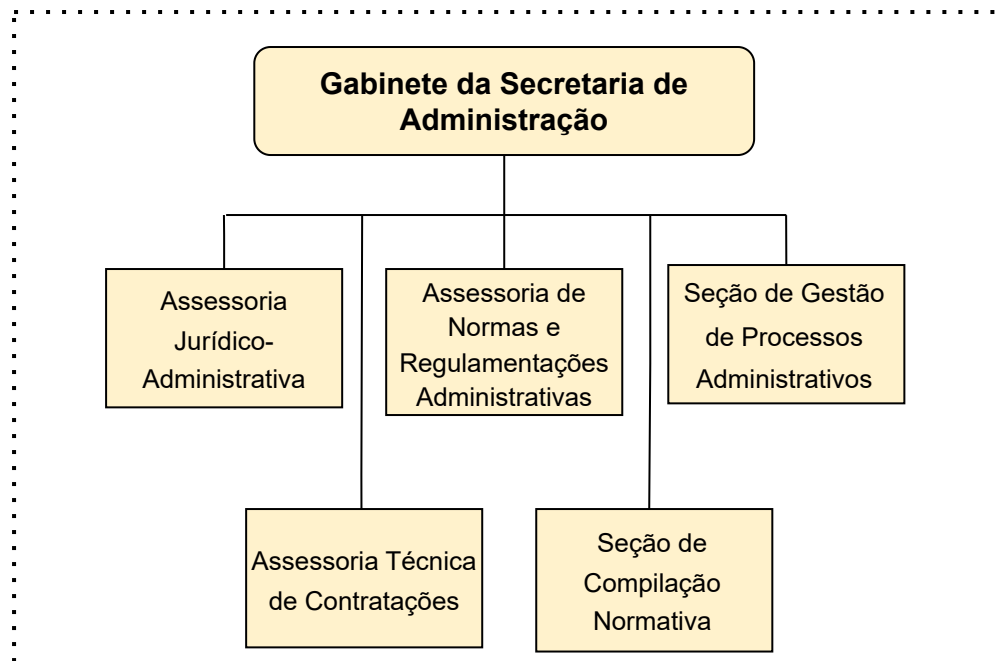 Gabinete da Secretaria de
Administração
Assessoria
Jurídico-
Administrativa
Assessoria de
Normas e
Regulamentações
Administrativas
Seção de Gestão
de Processos
Administrativos
Assessoria Técnica
de Contratações
Seção de
Compilação
Normativa